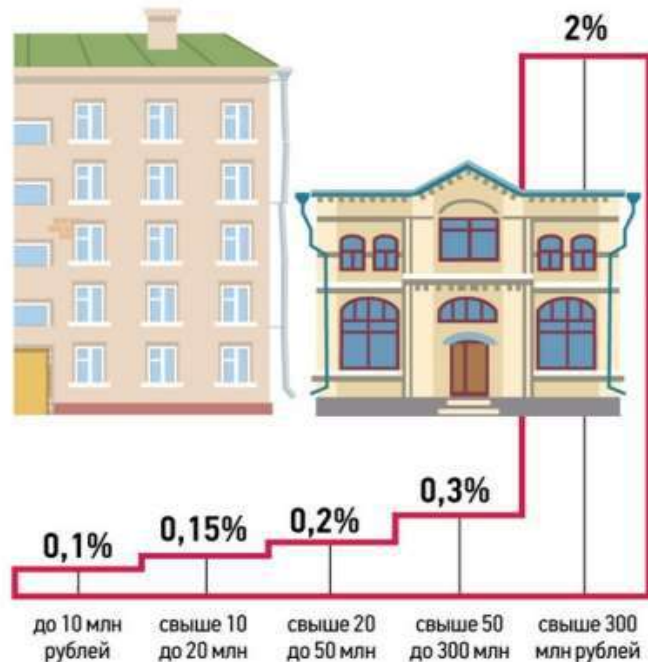 2%
0,3%
0,2%
0,15%
0,1%
до 10 млн
рублей
свыше 10
до 20 млн
свыше 20
до 50 млн
свыше 50
до 300 млн
свыше 300
млн рублей